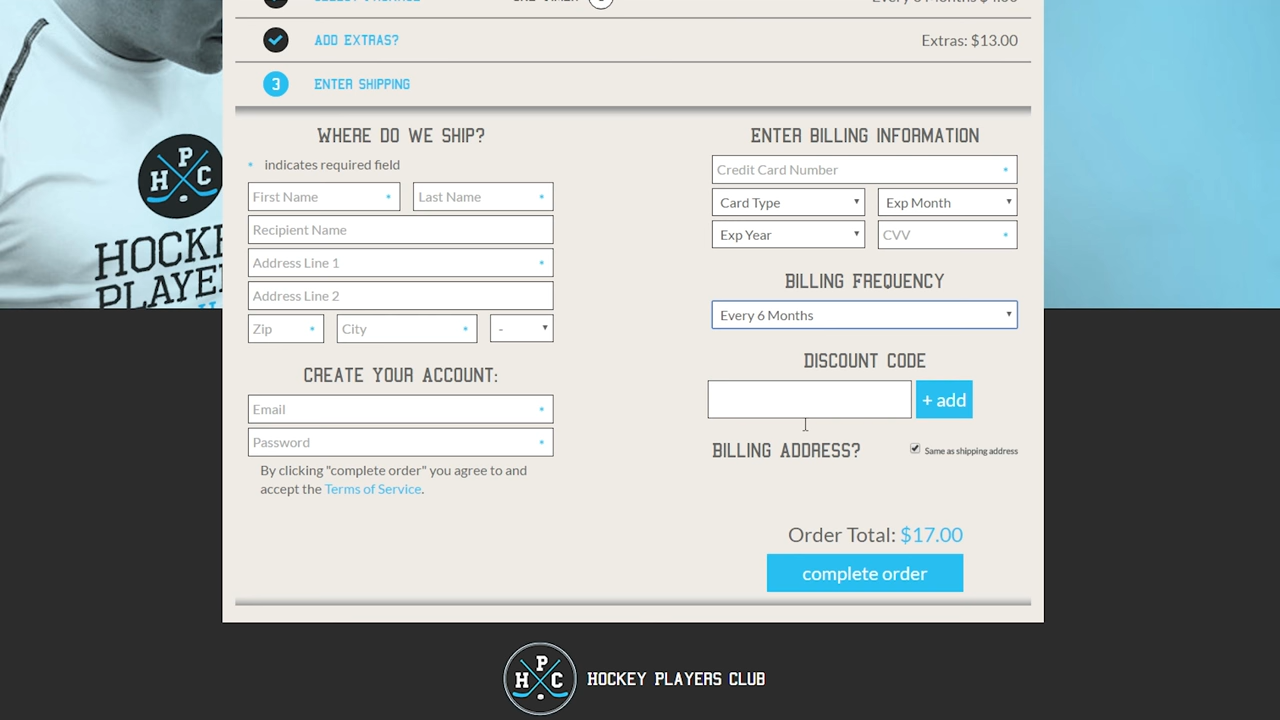 ADD EXTRAS?
Extras: $13.00
3
ENTER SHIPPING
WHERE DO WE SHIP?
* indicates required field
First Name *
Last Name *
Recipient Name
Address Line 1 *
Address Line 2
Zip *
City *
-
CREATE YOUR ACCOUNT:
Email *
Password *
By clicking "complete order" you agree to and
accept the Terms of Service.
ENTER BILLING INFORMATION
Credit Card Number *
Card Type
Exp Month
Exp Year
CVV *
BILLING FREQUENCY
Every 6 Months
DISCOUNT CODE
+ add
BILLING ADDRESS?
Same as shipping address
Order Total: $17.00
complete order
P
H C
HOCKE
PLAYE
P
H C
HOCKEY PLAYERS CLUB